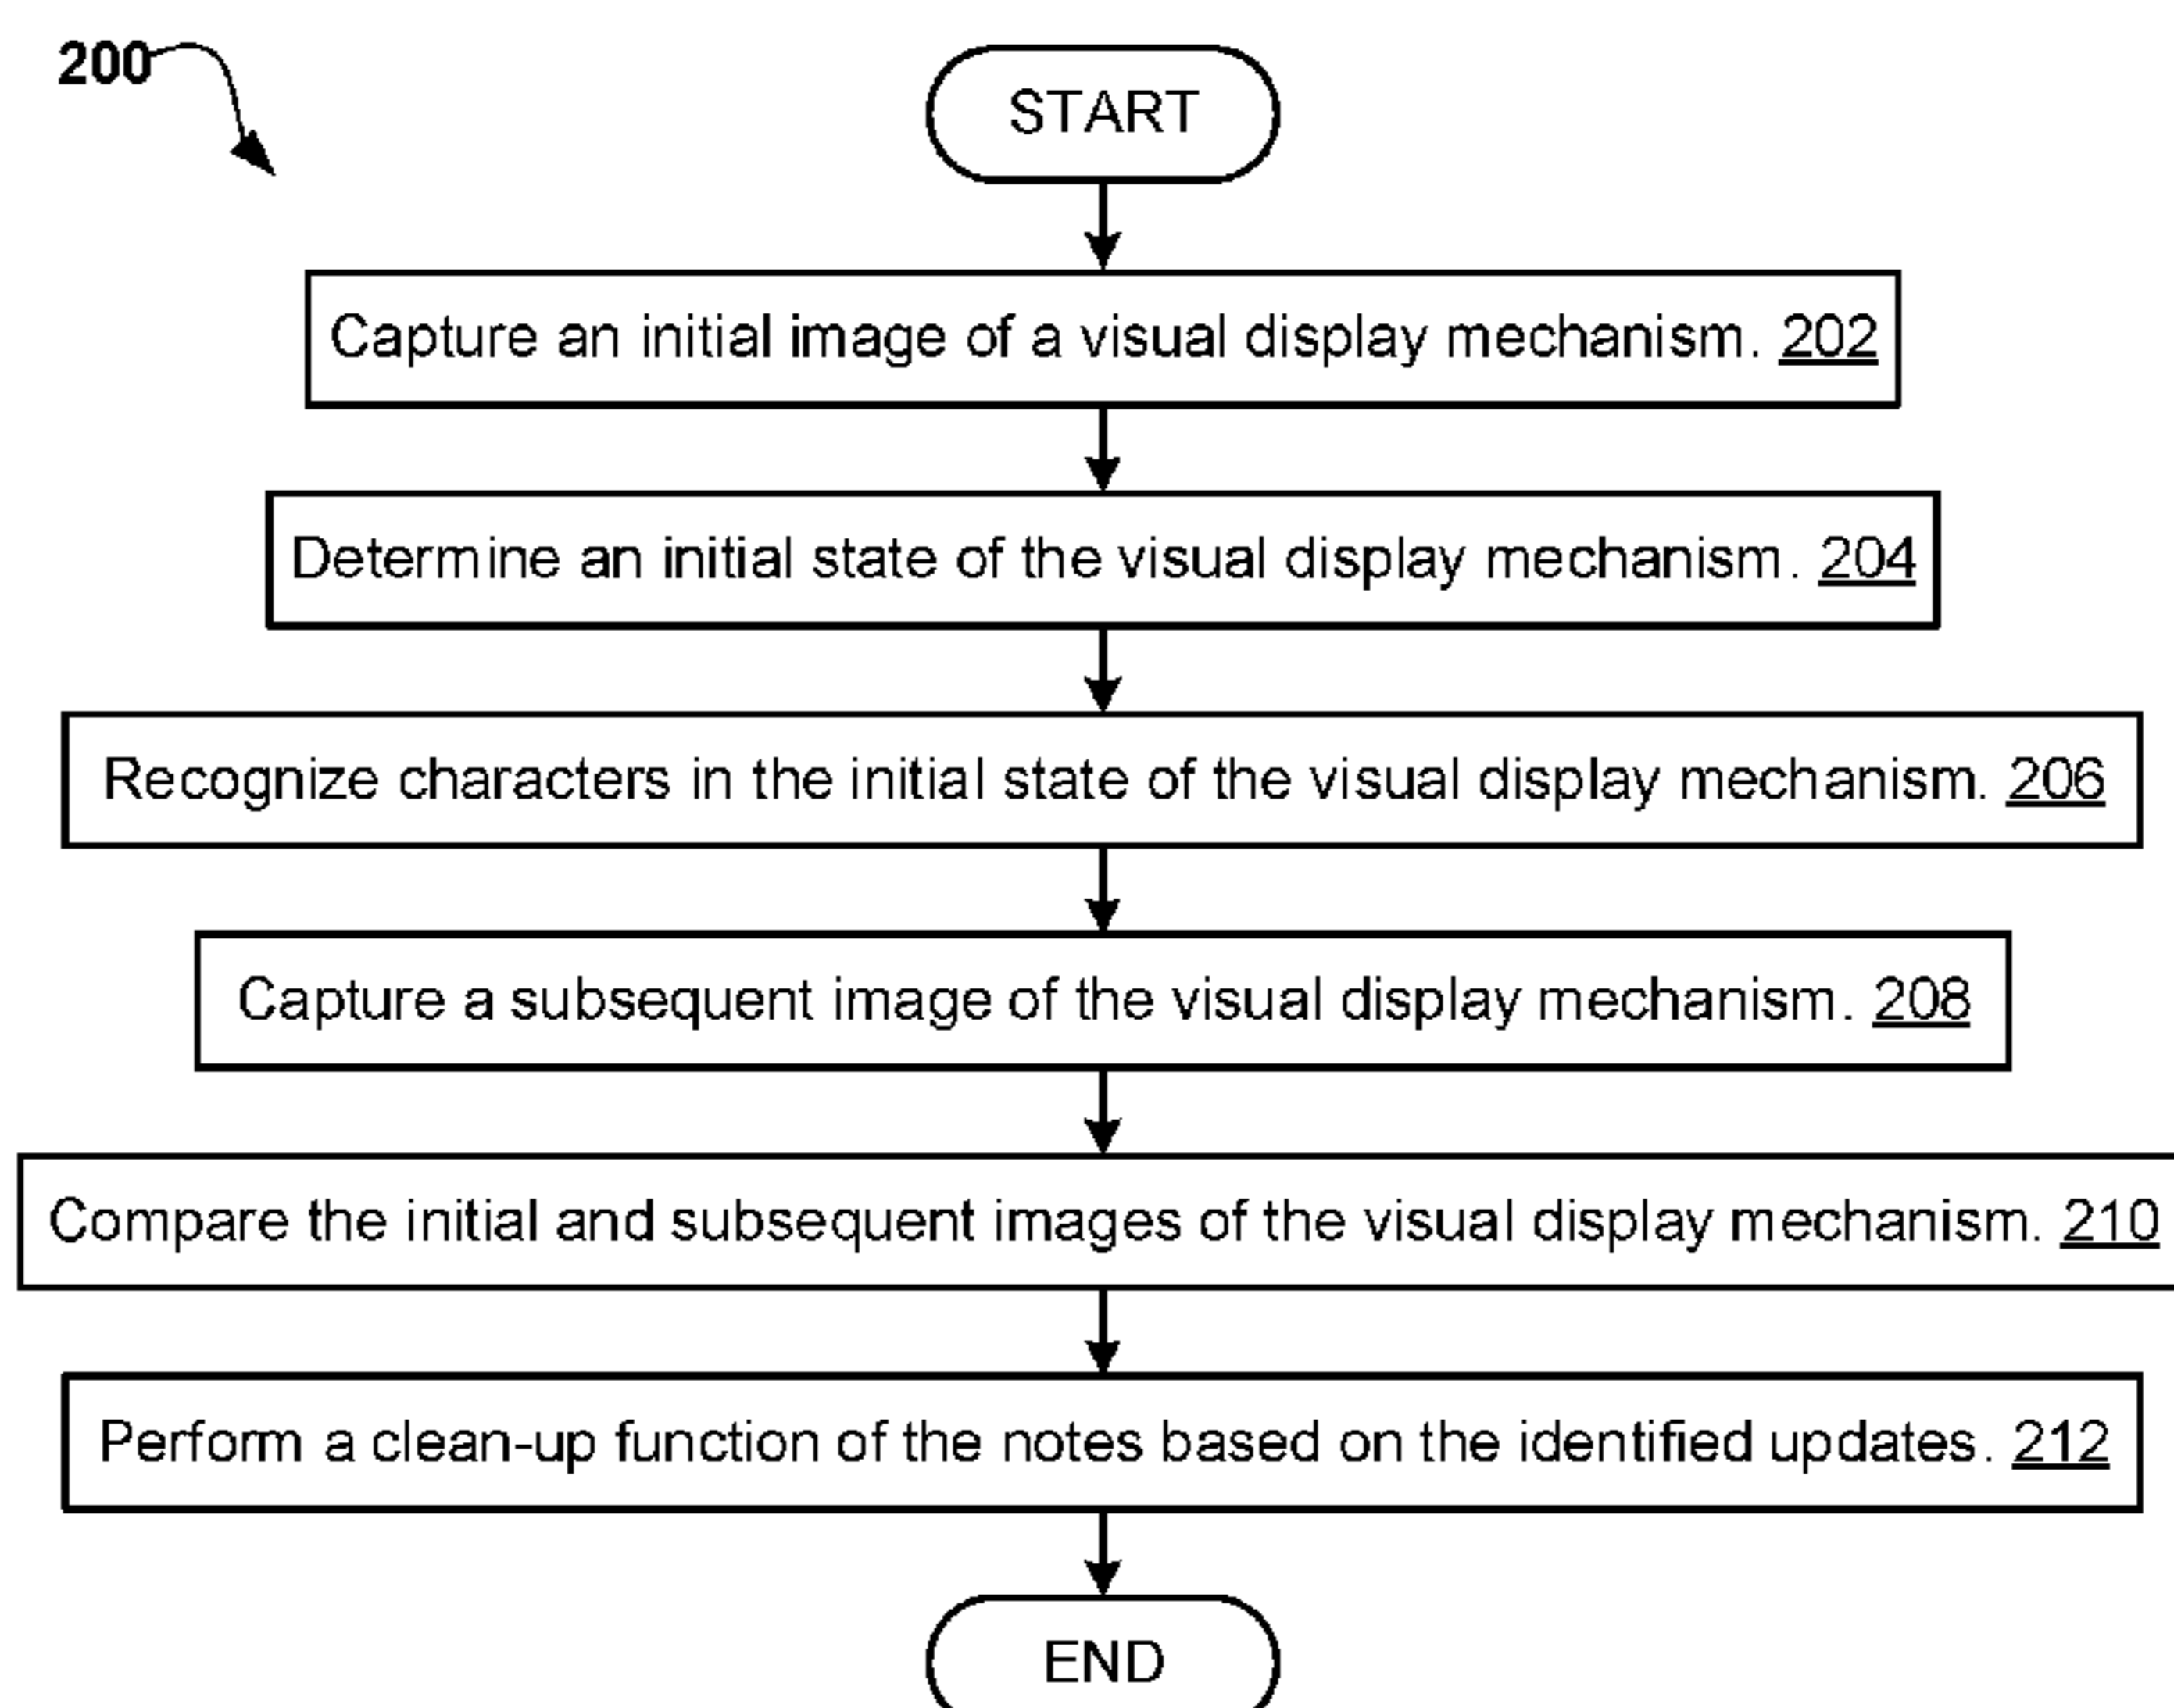 200
START
Capture an initial image of a visual display mechanism. 202
Determine an initial state of the visual display mechanism. 204
Recognize characters in the initial state of the visual display mechanism. 206
Capture a subsequent image of the visual display mechanism. 208
Compare the initial and subsequent images of the visual display mechanism. 210
Perform a clean-up function of the notes based on the identified updates. 212
END